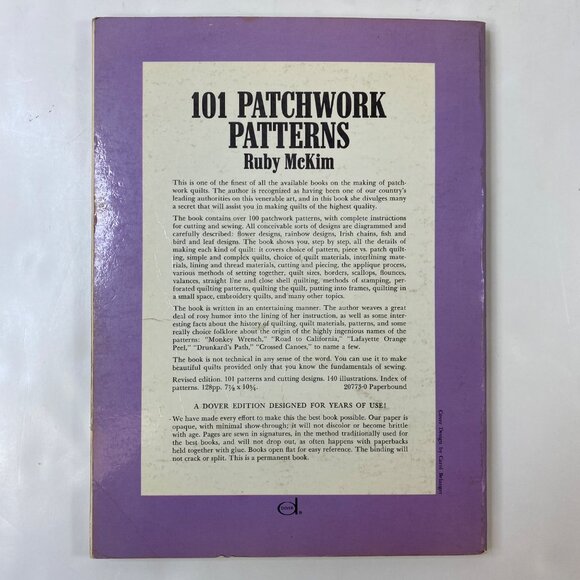 101 PATCHWORK
PATTERNS
Ruby McKim
This is one of the finest of all the available books on the making of patch-
work quilts. The author is recognized as having been one of our country's
leading authorities on this venerable art, and in this book she divulges many
a secret that will assist you in making quilts of the highest quality.
The book contains over 100 patchwork patterns, with complete instructions
for cutting and sewing. All conceivable sorts of designs are diagrammed and
carefully described: flower designs, rainbow designs, Irish chains, fish and
bird and leaf designs. The book shows you, step by step, all the details of
making each kind of quilt: it covers choice of pattern, piece vs. patch quilt-
ing, simple and complex quilts, choice of quilt materials, interlining mate-
rials, lining and thread materials, cutting and piecing, the applique process,
various methods of setting together, quilt sizes, borders, scallops, flounces,
valances, straight line and close shell quilting, methods of stamping, per-
forated quilting patterns, quilting the quilt, putting into frames, quilting in
a small space, embroidery quilts, and many other topics.
The book is written in an entertaining manner. The author weaves a great
deal of rosy humor into the lining of her instruction, as well as some inter-
esting facts about the history of quilting, quilt materials, patterns, and some
really choice folklore about the origin of the highly ingenious names of the
patterns: "Monkey Wrench," "Road to California," "Lafayette Orange
Peel," "Drunkard's Path," "Crossed Canoes," to name a few.
The book is not technical in any sense of the word. You can use it to make
beautiful quilts provided only that you know the fundamentals of sewing.
Revised edition. 101 patterns and cutting designs. 140 illustrations. Index of
patterns. 128pp. 7⅞ x 10¾. 20773-0 Paperbound
A DOVER EDITION DESIGNED FOR YEARS OF USE!
We have made every effort to make this the best book possible. Our paper is
opaque, with minimal show-through; it will not discolor or become brittle
with age. Pages are sewn in signatures, in the method traditionally used for
the best books, and will not drop out, as often happens with paperbacks
held together with glue. Books open flat for easy reference. The binding will
not crack or split. This is a permanent book.
Cover Design by Carol Belanger
DOVER